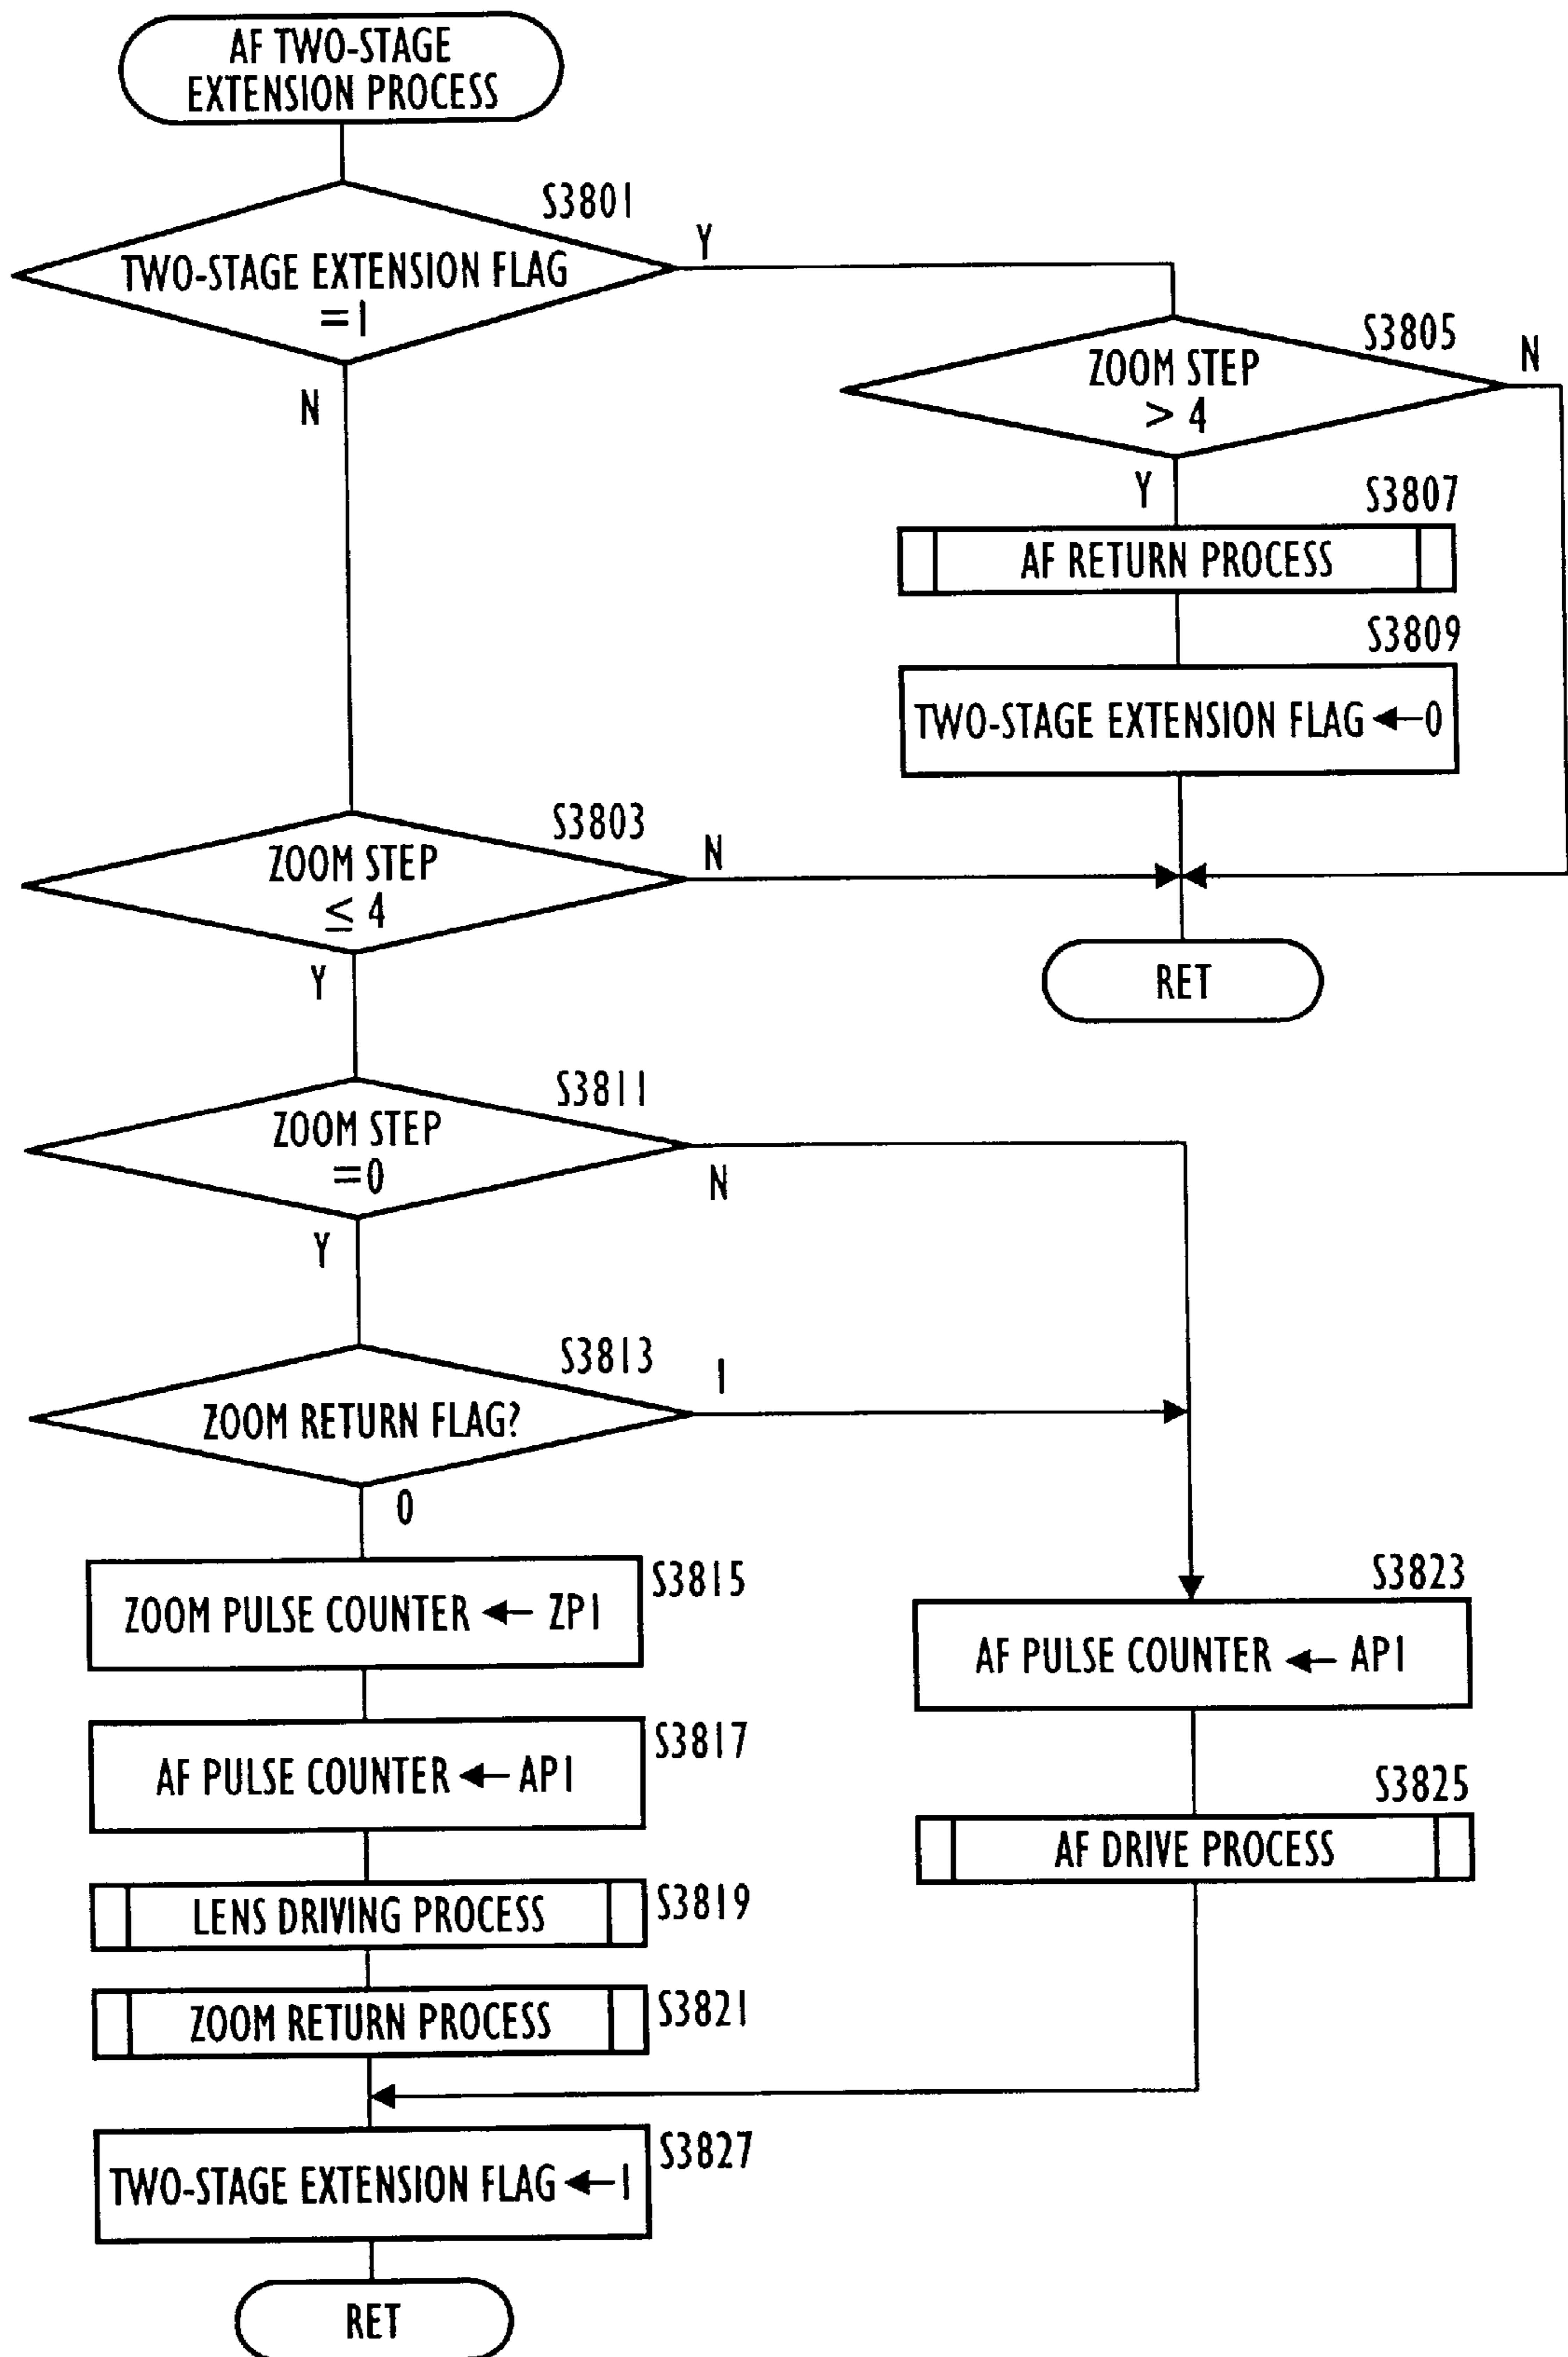 AF TWO-STAGE
EXTENSION PROCESS
S3801
TWO-STAGE EXTENSION FLAG
=1
Y
N
S3805
ZOOM STEP
> 4
N
Y
S3807
AF RETURN PROCESS
S3809
TWO-STAGE EXTENSION FLAG ←0
S3803
ZOOM STEP
≤ 4
N
Y
RET
S3811
ZOOM STEP
=0
N
Y
S3813
ZOOM RETURN FLAG?
1
0
S3815
ZOOM PULSE COUNTER ← ZP1
S3823
AF PULSE COUNTER ← AP1
S3817
AF PULSE COUNTER ← AP1
S3825
AF DRIVE PROCESS
S3819
LENS DRIVING PROCESS
S3821
ZOOM RETURN PROCESS
S3827
TWO-STAGE EXTENSION FLAG ←1
RET